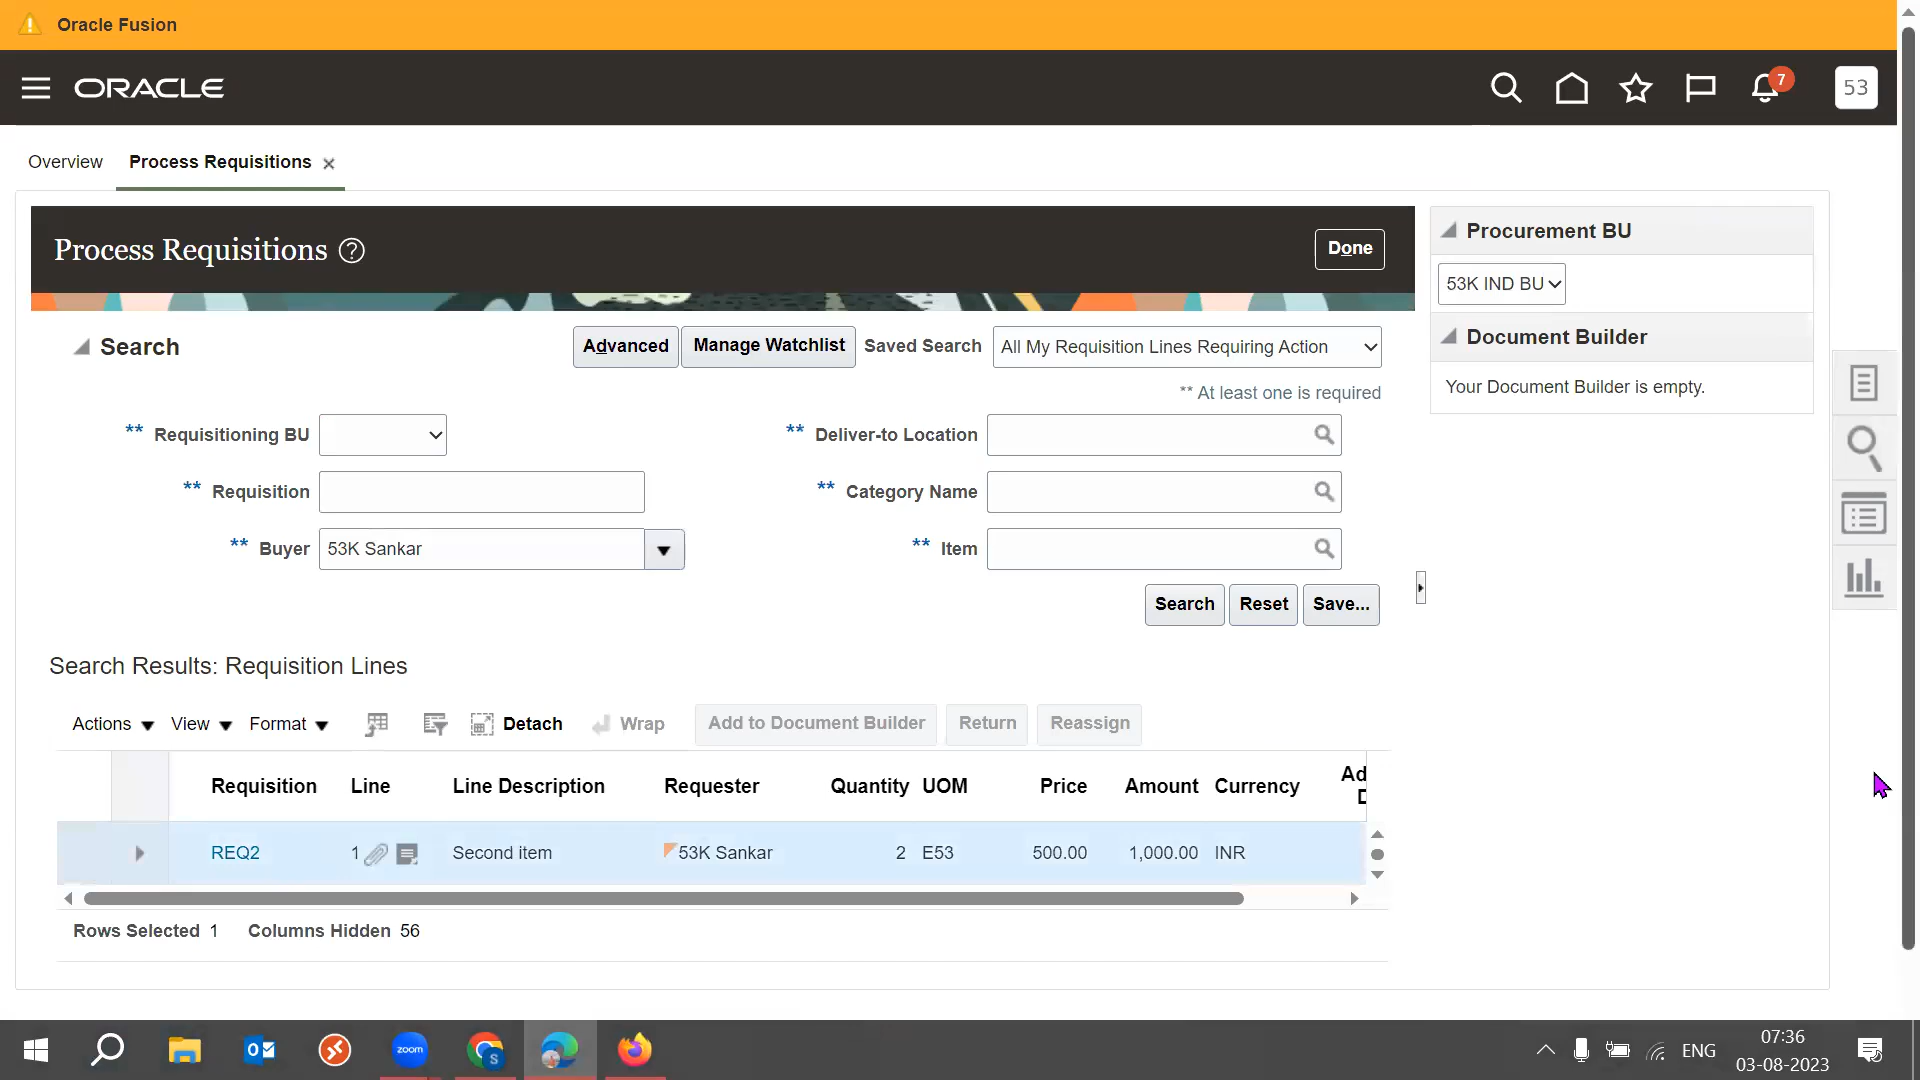 Oracle Fusion
ORACLE
7
53
Overview
Process Requisitions
Process Requisitions
Done
Search
Advanced
Manage Watchlist
Saved Search
All My Requisition Lines Requiring Action
** At least one is required
** Requisitioning BU
** Deliver-to Location
** Requisition
** Category Name
** Buyer 53K Sankar
** Item
Search Reset Save...
Procurement BU
53K IND BU
Document Builder
Your Document Builder is empty.
Search Results: Requisition Lines
Actions View Format Detach Wrap Add to Document Builder Return Reassign
Requisition Line Line Description Requester Quantity UOM Price Amount Currency Ad
REQ2 1 Second item 53K Sankar 2 E53 500.00 1,000.00 INR
Rows Selected 1 Columns Hidden 56
zoom
S
ENG
07:36
03-08-2023